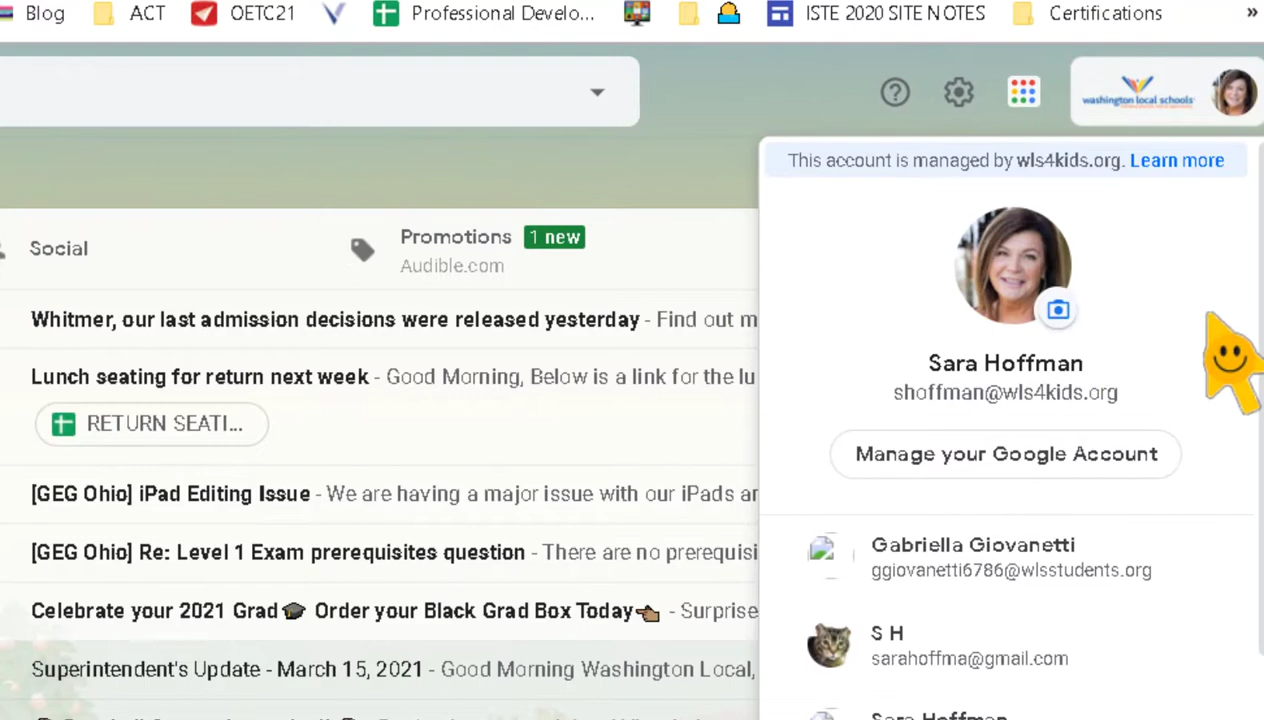 Blog
ACT
OETC21
Professional Develo...
ISTE 2020 SITE NOTES
Certifications
»
washington local schools
This account is managed by wls4kids.org. Learn more
Social
Promotions 1 new
Audible.com
Whitmer, our last admission decisions were released yesterday - Find out m
Lunch seating for return next week - Good Morning, Below is a link for the lu
RETURN SEATI...
[GEG Ohio] iPad Editing Issue - We are having a major issue with our iPads ar
[GEG Ohio] Re: Level 1 Exam prerequisites question - There are no prerequisi
Celebrate your 2021 Grad🎓 Order your Black Grad Box Today👈🏾 - Surprise
Superintendent's Update - March 15, 2021 - Good Morning Washington Local,
Sara Hoffman
shoffman@wls4kids.org
Manage your Google Account
Gabriella Giovanetti
ggiovanetti6786@wlsstudents.org
S H
sarahoffma@gmail.com
Sara Hoffman